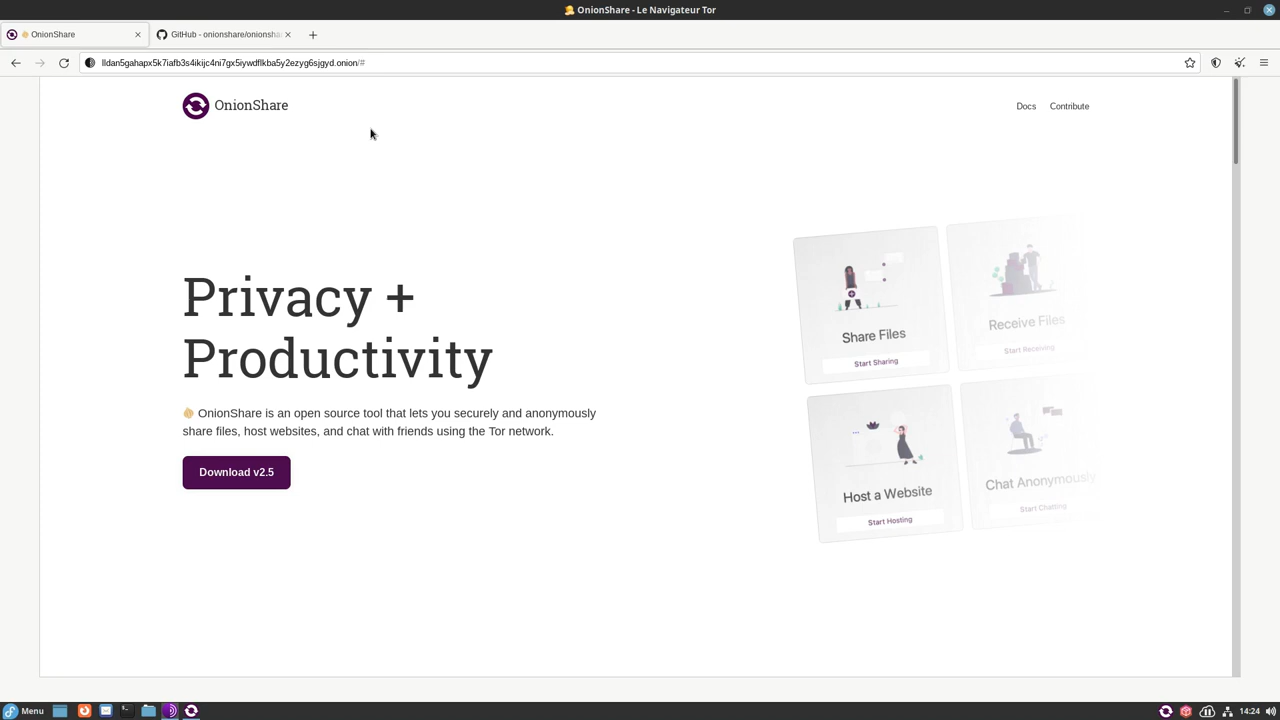 OnionShare - Le Navigateur Tor
OnionShare
GitHub - onionshare/onionsha
lldan5gahapx5k7iafb3s4ikijc4ni7gx5iywdflkba5y2ezyg6sjgyd.onion/#
OnionShare
Docs
Contribute
Privacy +
Productivity
OnionShare is an open source tool that lets you securely and anonymously
share files, host websites, and chat with friends using the Tor network.
Download v2.5
Share Files
Start Sharing
Receive Files
Start Receiving
Host a Website
Start Hosting
Chat Anonymously
Start Chatting
Menu
14:24